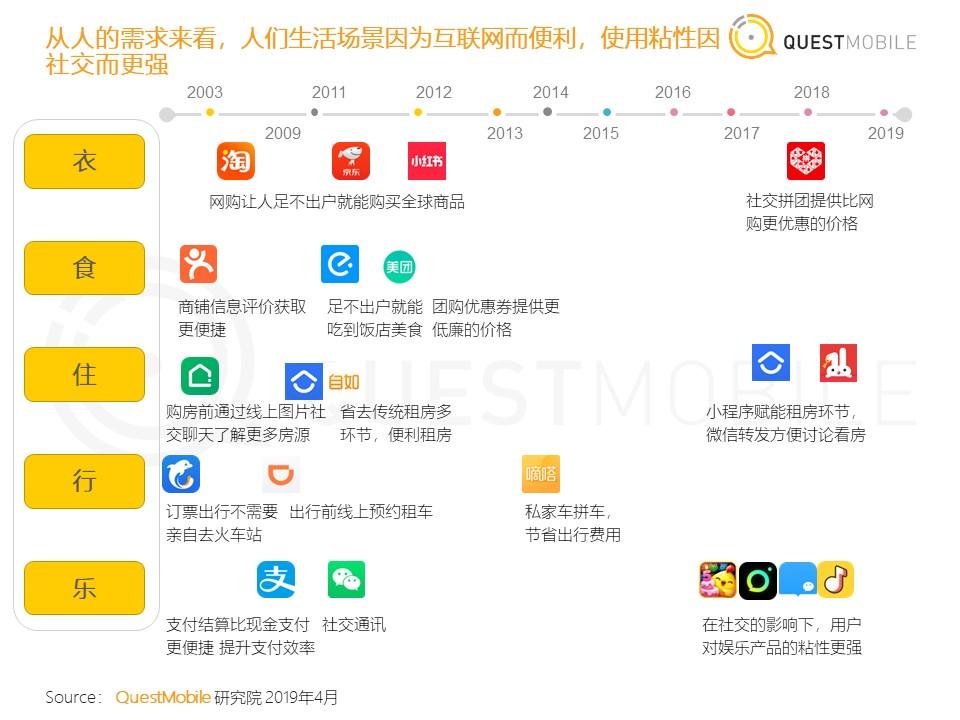 从人的需求来看，人们生活场景因为互联网而便利，使用粘性因
社交而更强
QUESTMOBILE
2003
2011
2012
2014
2016
2018
2009
2013
2015
2017
2019
衣
淘
京东
小红书
拼
网购让人足不出户就能购买全球商品
社交拼团提供比网
购更优惠的价格
食
美团
商铺信息评价获取
更便捷
足不出户就能
吃到饭店美食
团购优惠券提供更
低廉的价格
住
自如
购房前通过线上图片社
交聊天了解更多房源
省去传统租房多
环节，便利租房
小程序赋能租房环节，
微信转发方便讨论看房
行
嘀嗒
订票出行不需要
亲自去火车站
出行前线上预约租车
私家车拼车，
节省出行费用
乐
支
支付结算比现金支付
更便捷 提升支付效率
社交通讯
在社交的影响下，用户
对娱乐产品的粘性更强
QUESTMOBILE
Source： QuestMobile 研究院 2019年4月